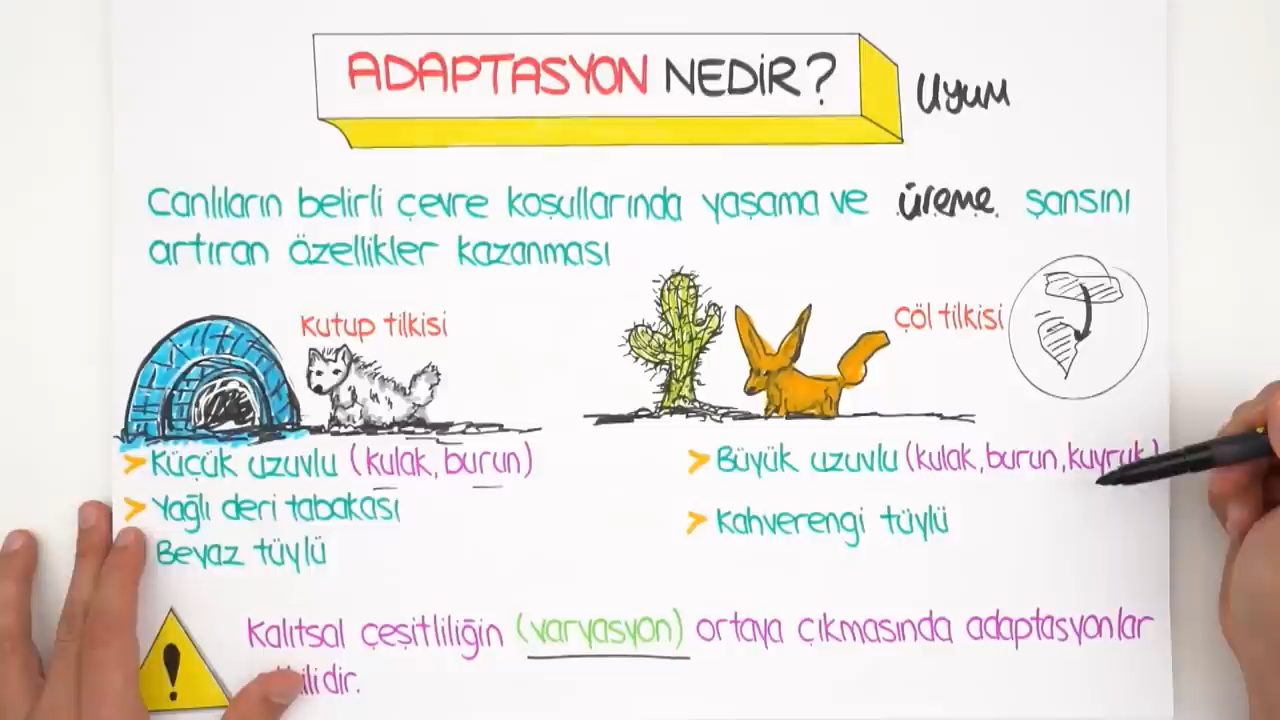 ADAPTASYON NEDİR?
Uyum
Canlıların belirli çevre koşullarında yaşama ve üreme şansını
artıran özellikler kazanması
Kutup tilkisi
Çöl tilkisi
> Küçük uzuvlu (kulak, burun)
> Yağlı deri tabakası
Beyaz tüylü
> Büyük uzuvlu (kulak, burun, kuyruk)
> Kahverengi tüylü
! Kalıtsal çeşitliliğin (varyasyon) ortaya çıkmasında adaptasyonlar